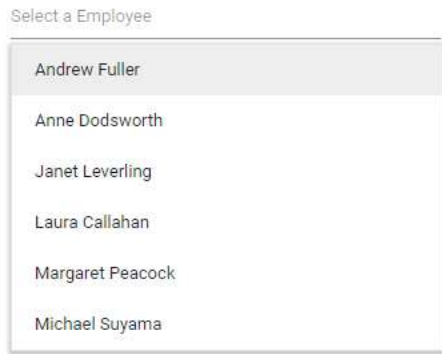 Select a Employee
Andrew Fuller
Anne Dodsworth
Janet Leverling
Laura Callahan
Margaret Peacock
Michael Suyama